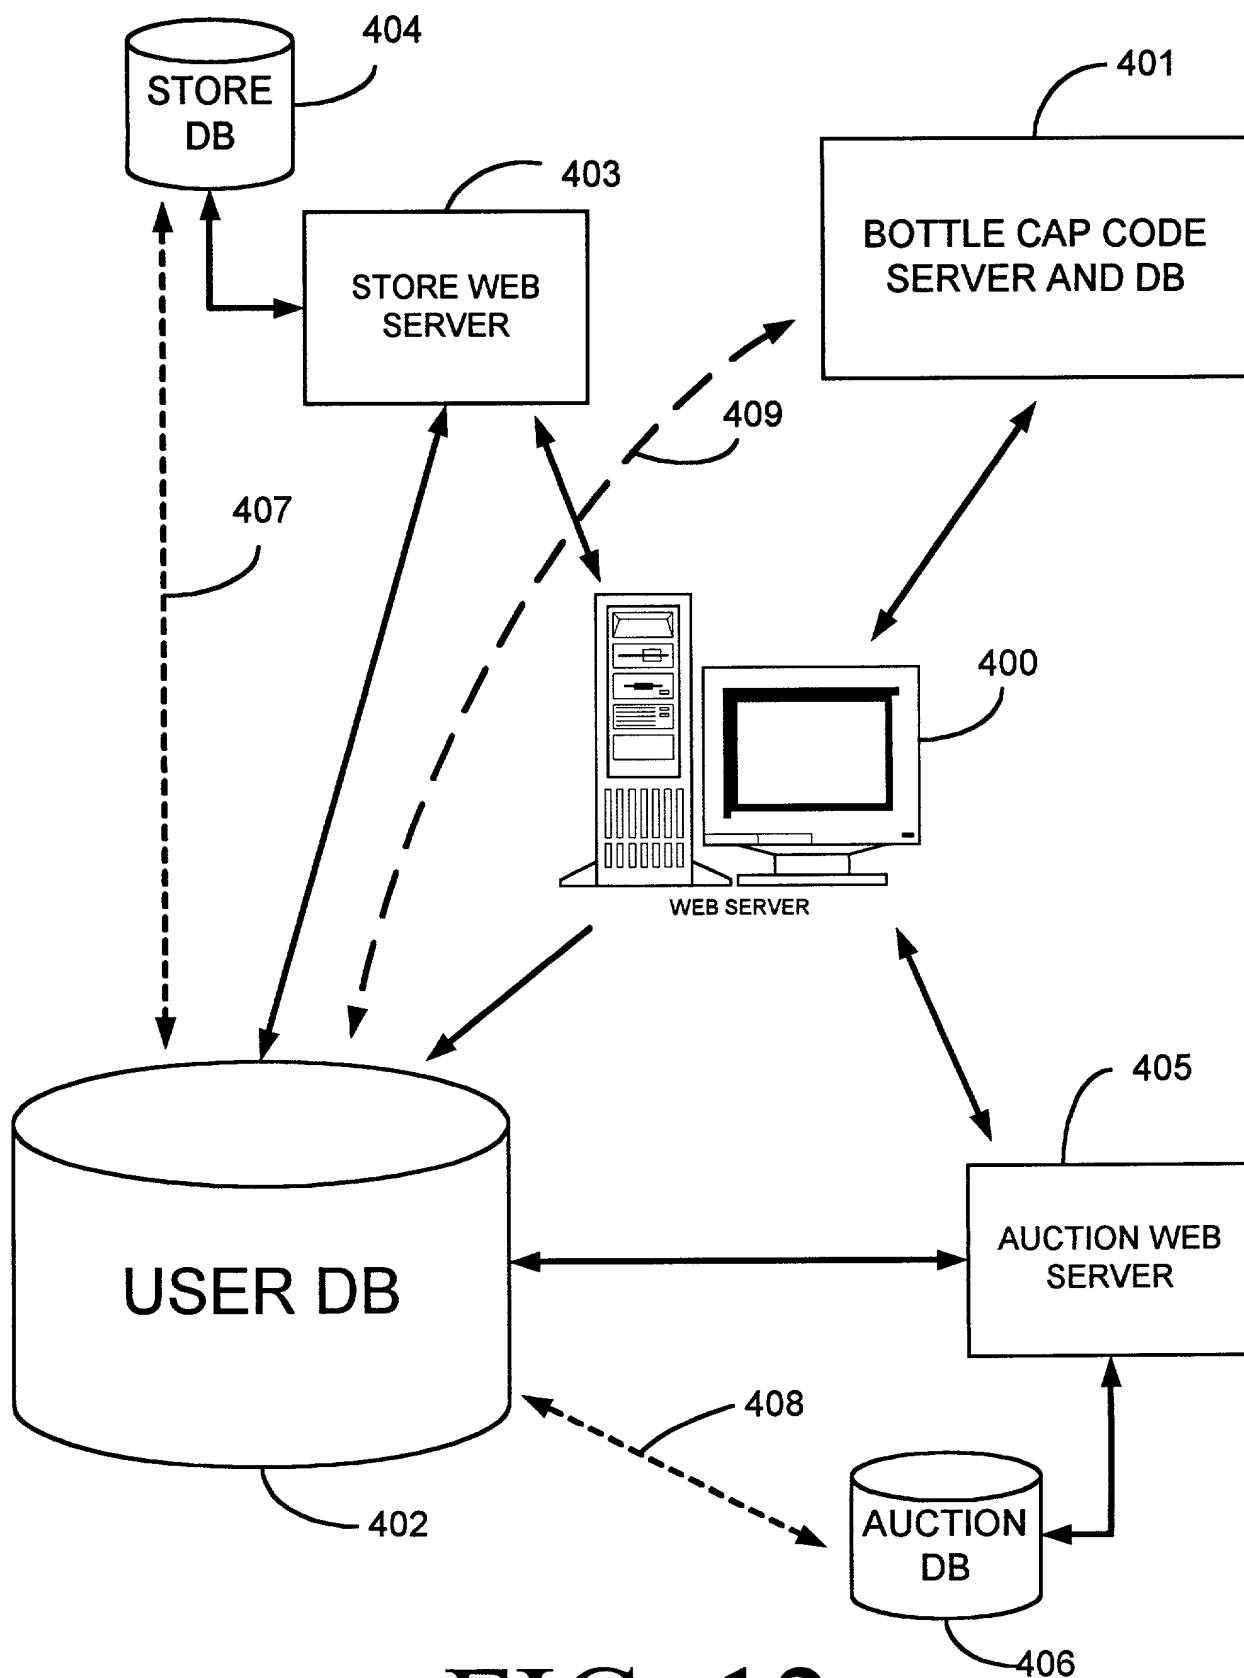 404
STORE
DB
401
403
STORE WEB
SERVER
BOTTLE CAP CODE
SERVER AND DB
409
407
400
WEB SERVER
405
AUCTION WEB
SERVER
USER DB
408
402
AUCTION
DB
406